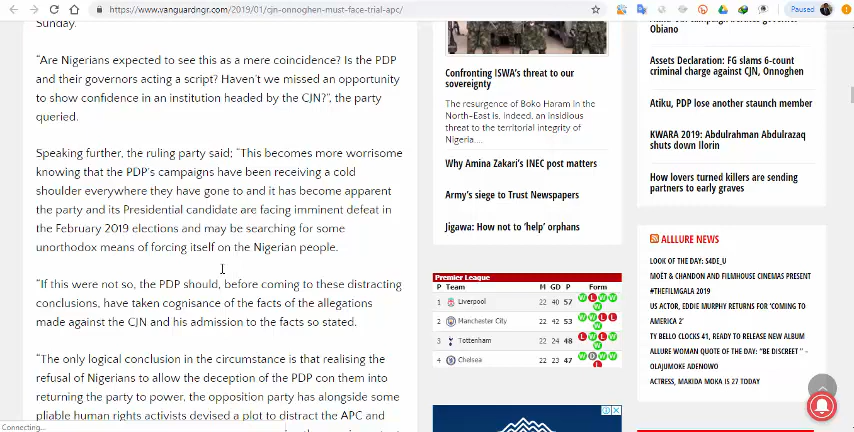 https://www.vanguardngr.com/2019/01/cjn-onnoghen-must-face-trial-apc/
Paused
Sunday.
“Are Nigerians expected to see this as a mere coincidence? Is the PDP
and their governors acting a script? Haven’t we missed an opportunity
to show confidence in an institution headed by the CJN?”, the party
queried.
Speaking further, the ruling party said; “This becomes more worrisome
knowing that the PDP’s campaigns have been receiving a cold
shoulder everywhere they have gone to and it has become apparent
the party and its Presidential candidate are facing imminent defeat in
the February 2019 elections and may be searching for some
unorthodox means of forcing itself on the Nigerian people.
“If this were not so, the PDP should, before coming to these distracting
conclusions, have taken cognisance of the facts of the allegations
made against the CJN and his admission to the facts so stated.
“The only logical conclusion in the circumstance is that realising the
refusal of Nigerians to allow the deception of the PDP con them into
returning the party to power, the opposition party has alongside some
pliable human rights activists devised a plot to distract the APC and
Connecting...
Confronting ISWA’s threat to our
sovereignty
The resurgence of Boko Haram in the
North-East is, indeed, an insidious
threat to the territorial integrity of
Nigeria....
Why Amina Zakari’s INEC post matters
Army’s siege to Trust Newspapers
Jigawa: How not to ‘help’ orphans
Premier League
P Team M GD P Form
1 Liverpool 22 40 57 W L W W W
2 Manchester City 22 42 53 W W L L W
3 Tottenham 22 24 48 L W L W W
4 Chelsea 22 23 47 W D W W L
Obiano
Assets Declaration: FG slams 6-count
criminal charge against CJN, Onnoghen
Atiku, PDP lose another staunch member
KWARA 2019: Abdulrahman Abdulrazaq
shuts down Ilorin
How lovers turned killers are sending
partners to early graves
ALLLURE NEWS
LOOK OF THE DAY: S4DE_U
MOËT & CHANDON AND FILMHOUSE CINEMAS PRESENT
#THEFILMGALA 2019
US ACTOR, EDDIE MURPHY RETURNS FOR ‘COMING TO
AMERICA 2’
TY BELLO CLOCKS 41, READY TO RELEASE NEW ALBUM
ALLURE WOMAN QUOTE OF THE DAY: “BE DISCREET ” –
OLAJUMOKE ADENOWO
ACTRESS, MAKIDA MOKA IS 27 TODAY